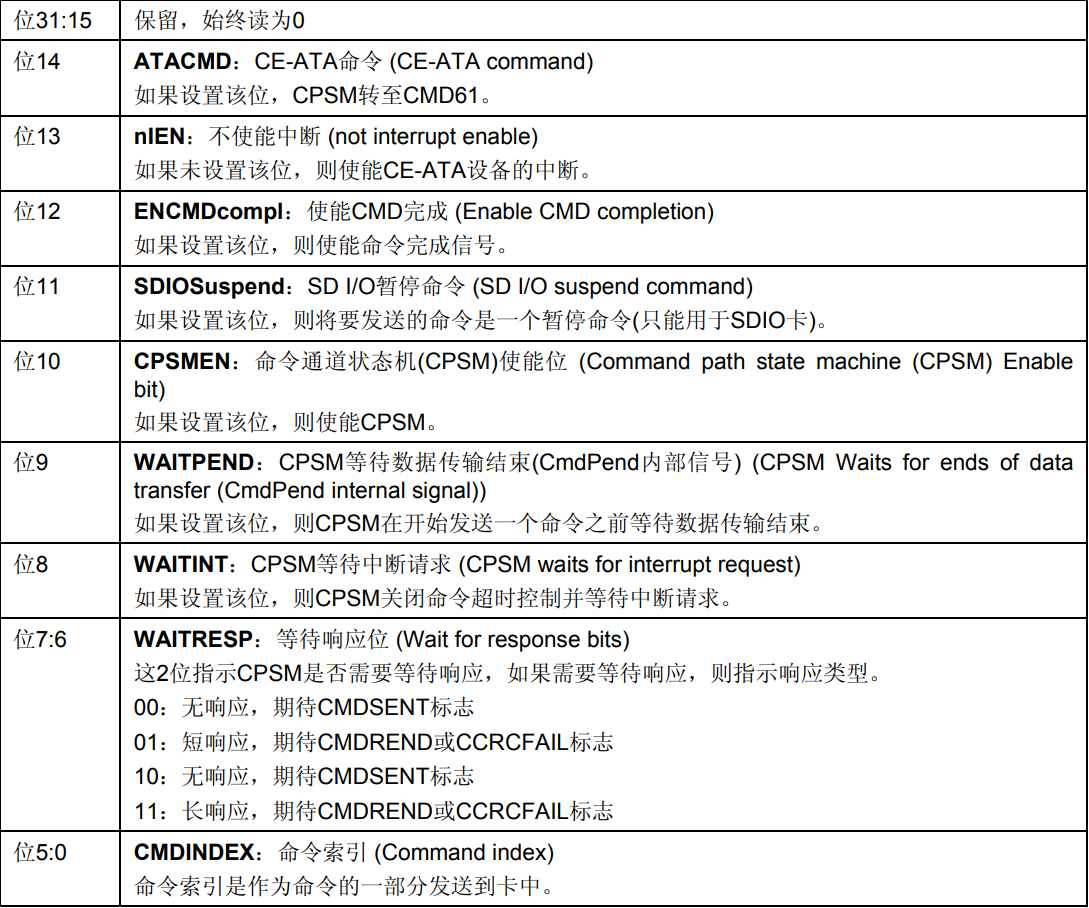 位31:15 保留，始终读为0
位14 ATACMD：CE-ATA命令 (CE-ATA command)
如果设置该位，CPSM转至CMD61。
位13 nIEN：不使能中断 (not interrupt enable)
如果未设置该位，则使能CE-ATA设备的中断。
位12 ENCMDcompl：使能CMD完成 (Enable CMD completion)
如果设置该位，则使能命令完成信号。
位11 SDIOSuspend：SD I/O暂停命令 (SD I/O suspend command)
如果设置该位，则将要发送的命令是一个暂停命令(只能用于SDIO卡)。
位10 CPSMEN：命令通道状态机(CPSM)使能位 (Command path state machine (CPSM) Enable
bit)
如果设置该位，则使能CPSM。
位9 WAITPEND：CPSM等待数据传输结束(CmdPend内部信号) (CPSM Waits for ends of data
transfer (CmdPend internal signal))
如果设置该位，则CPSM在开始发送一个命令之前等待数据传输结束。
位8 WAITINT：CPSM等待中断请求 (CPSM waits for interrupt request)
如果设置该位，则CPSM关闭命令超时控制并等待中断请求。
位7:6 WAITRESP：等待响应位 (Wait for response bits)
这2位指示CPSM是否需要等待响应，如果需要等待响应，则指示响应类型。
00：无响应，期待CMDSENT标志
01：短响应，期待CMDREND或CCRCFAIL标志
10：无响应，期待CMDSENT标志
11：长响应，期待CMDREND或CCRCFAIL标志
位5:0 CMDINDEX：命令索引 (Command index)
命令索引是作为命令的一部分发送到卡中。